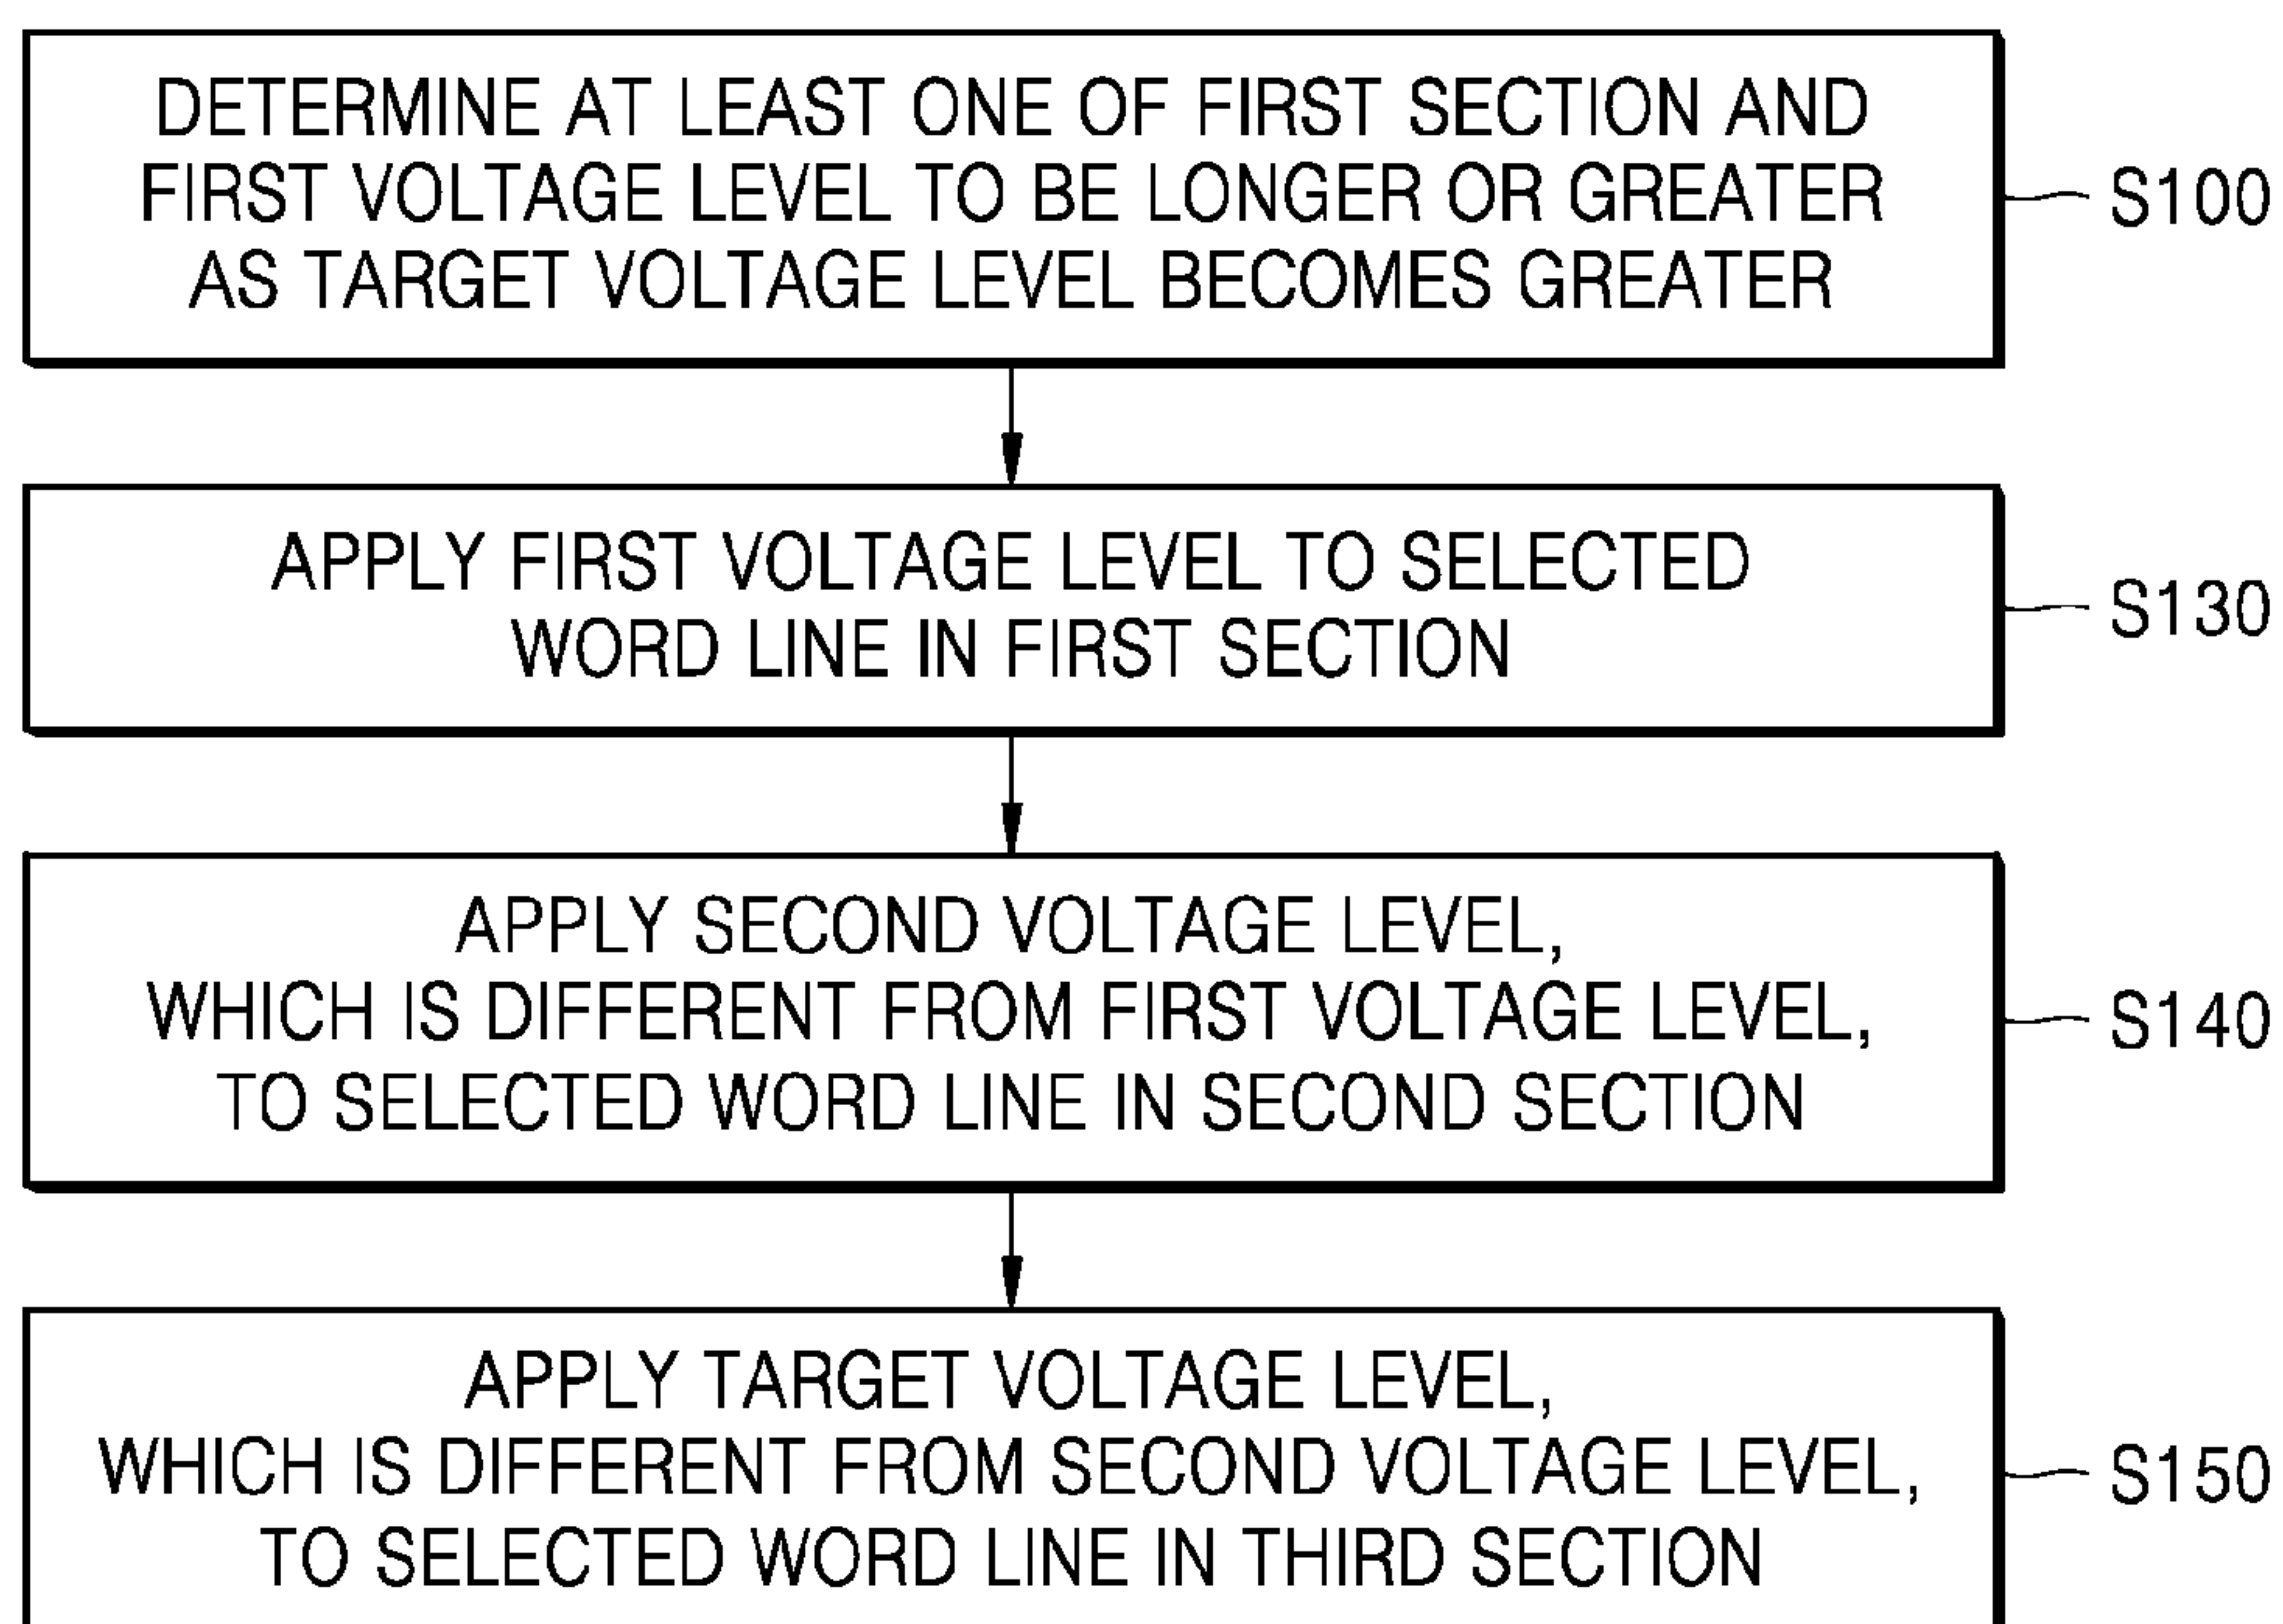 DETERMINE AT LEAST ONE OF FIRST SECTION AND
FIRST VOLTAGE LEVEL TO BE LONGER OR GREATER
AS TARGET VOLTAGE LEVEL BECOMES GREATER
S100
APPLY FIRST VOLTAGE LEVEL TO SELECTED
WORD LINE IN FIRST SECTION
S130
APPLY SECOND VOLTAGE LEVEL,
WHICH IS DIFFERENT FROM FIRST VOLTAGE LEVEL,
TO SELECTED WORD LINE IN SECOND SECTION
S140
APPLY TARGET VOLTAGE LEVEL,
WHICH IS DIFFERENT FROM SECOND VOLTAGE LEVEL,
TO SELECTED WORD LINE IN THIRD SECTION
S150